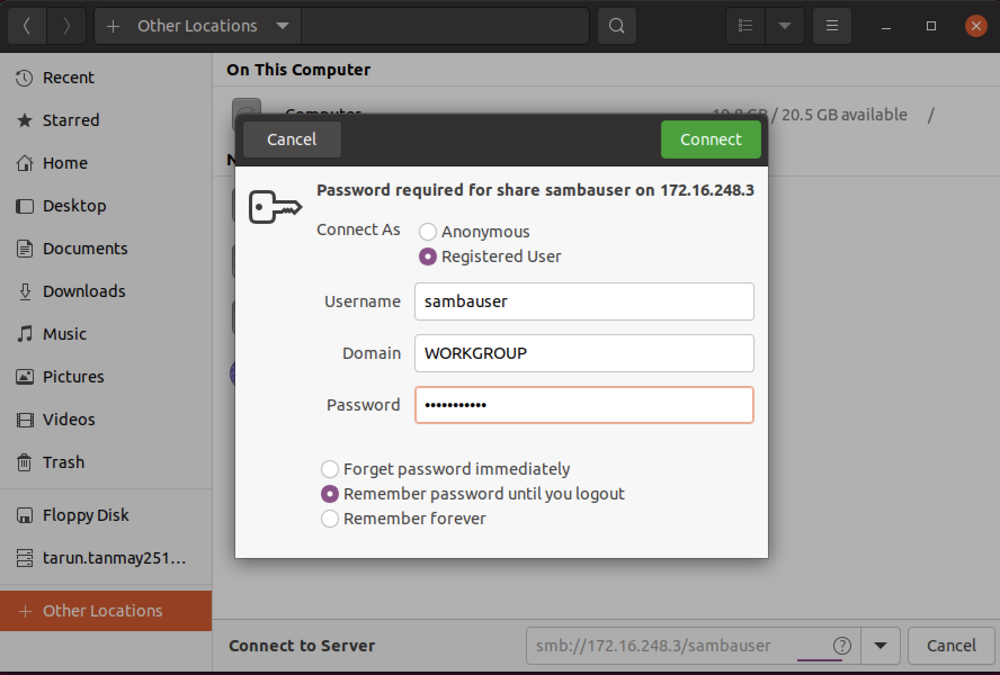 Other Locations
Recent
Starred
Home
Desktop
Documents
Downloads
Music
Pictures
Videos
Trash
Floppy Disk
tarun.tanmay251...
Other Locations
On This Computer
Computer
/ 20.5 GB available /
Cancel
Connect
Password required for share sambauser on 172.16.248.3
Connect As
Anonymous
Registered User
Username
sambauser
Domain
WORKGROUP
Password
•••••••••••
Forget password immediately
Remember password until you logout
Remember forever
Connect to Server
smb://172.16.248.3/sambauser
Cancel